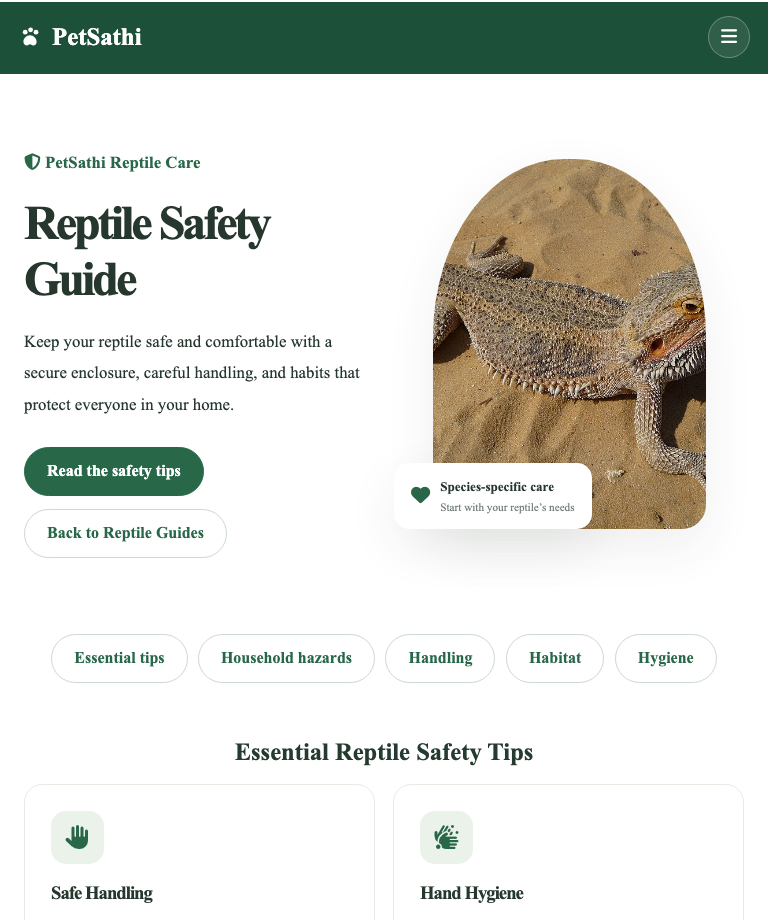 PetSathi
PetSathi Reptile Care
Reptile Safety
Guide
Keep your reptile safe and comfortable with a
secure enclosure, careful handling, and habits that
protect everyone in your home.
Read the safety tips
Back to Reptile Guides
Species-specific care
Start with your reptile’s needs
Essential tips
Household hazards
Handling
Habitat
Hygiene
Essential Reptile Safety Tips
Safe Handling
Hand Hygiene